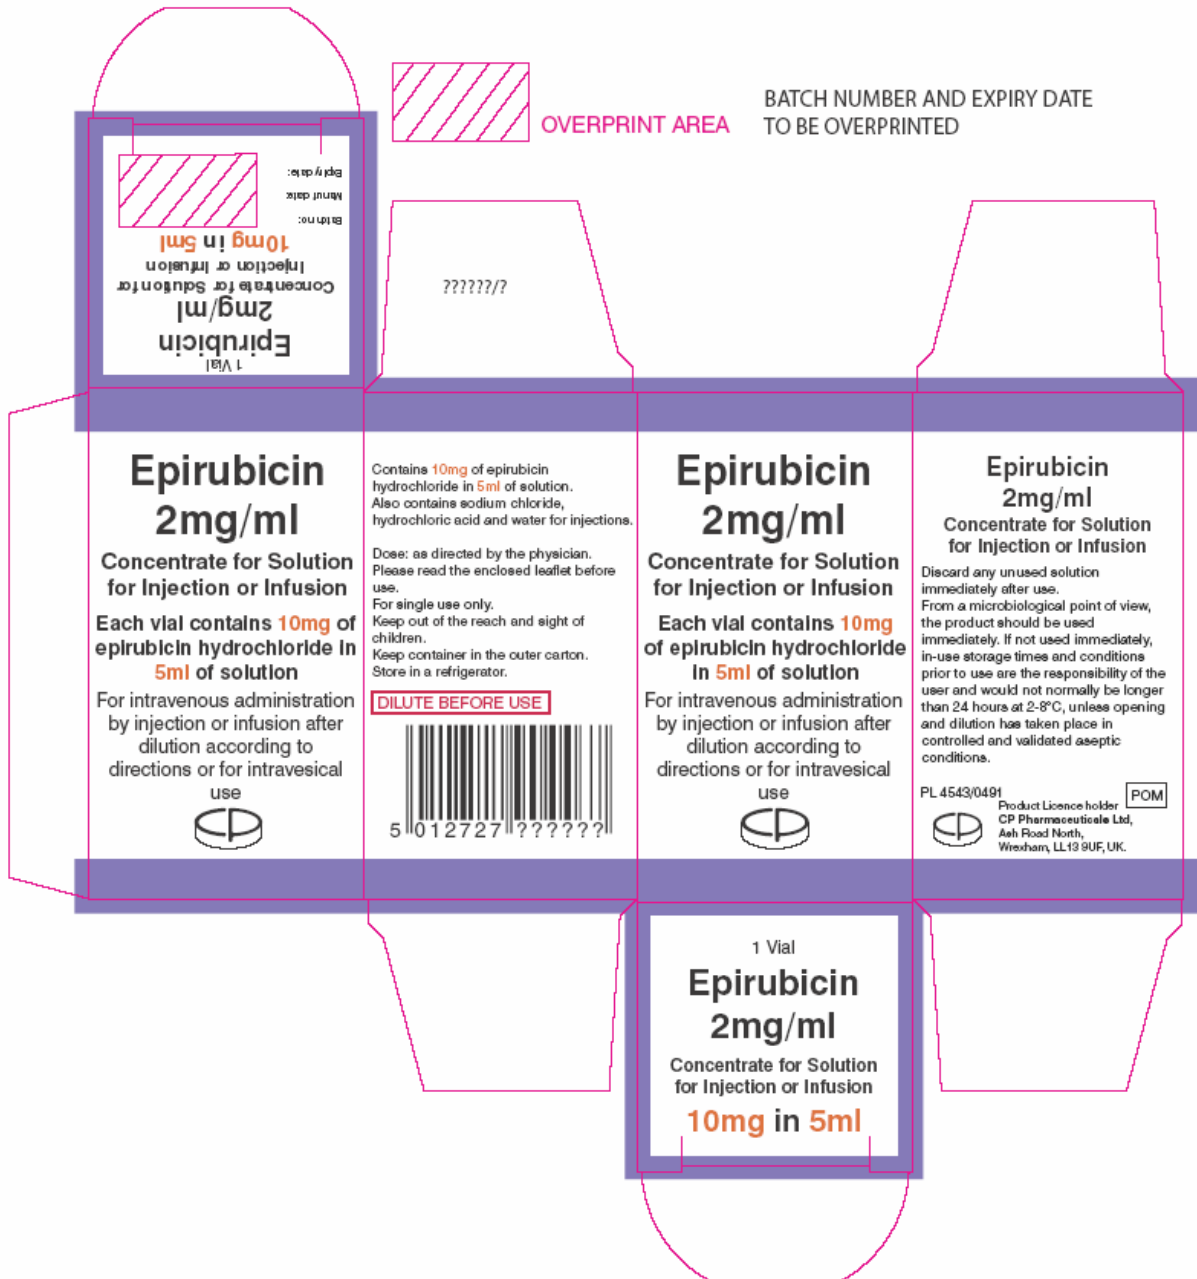 BATCH NUMBER AND EXPIRY DATE
TO BE OVERPRINTED
OVERPRINT AREA
1 Vial
Epirubicin
2mg/ml
Concentrate for Solution for
Injection or Infusion
10mg in 5ml
Batch no:
Manuf date:
Expiry date:
??????/?
Epirubicin
2mg/ml
Concentrate for Solution
for Injection or Infusion
Each vial contains 10mg of
epirubicin hydrochloride in
5ml of solution
For intravenous administration
by injection or infusion after
dilution according to
directions or for intravesical
use
CP
Contains 10mg of epirubicin
hydrochloride in 5ml of solution.
Also contains sodium chloride,
hydrochloric acid and water for injections.
Dose: as directed by the physician.
Please read the enclosed leaflet before
use.
For single use only.
Keep out of the reach and sight of
children.
Keep container in the outer carton.
Store in a refrigerator.
DILUTE BEFORE USE
5 012727 ??????
Epirubicin
2mg/ml
Concentrate for Solution
for Injection or Infusion
Each vial contains 10mg
of epirubicin hydrochloride
in 5ml of solution
For intravenous administration
by injection or infusion after
dilution according to
directions or for intravesical
use
CP
Epirubicin
2mg/ml
Concentrate for Solution
for Injection or Infusion
Discard any unused solution
immediately after use.
From a microbiological point of view,
the product should be used
immediately. If not used immediately,
in-use storage times and conditions
prior to use are the responsibility of the
user and would not normally be longer
than 24 hours at 2-8°C, unless opening
and dilution has taken place in
controlled and validated aseptic
conditions.
PL 4543/0491
POM
CP
Product Licence holder
CP Pharmaceuticals Ltd,
Ash Road North,
Wrexham, LL13 9UF, UK.
1 Vial
Epirubicin
2mg/ml
Concentrate for Solution
for Injection or Infusion
10mg in 5ml